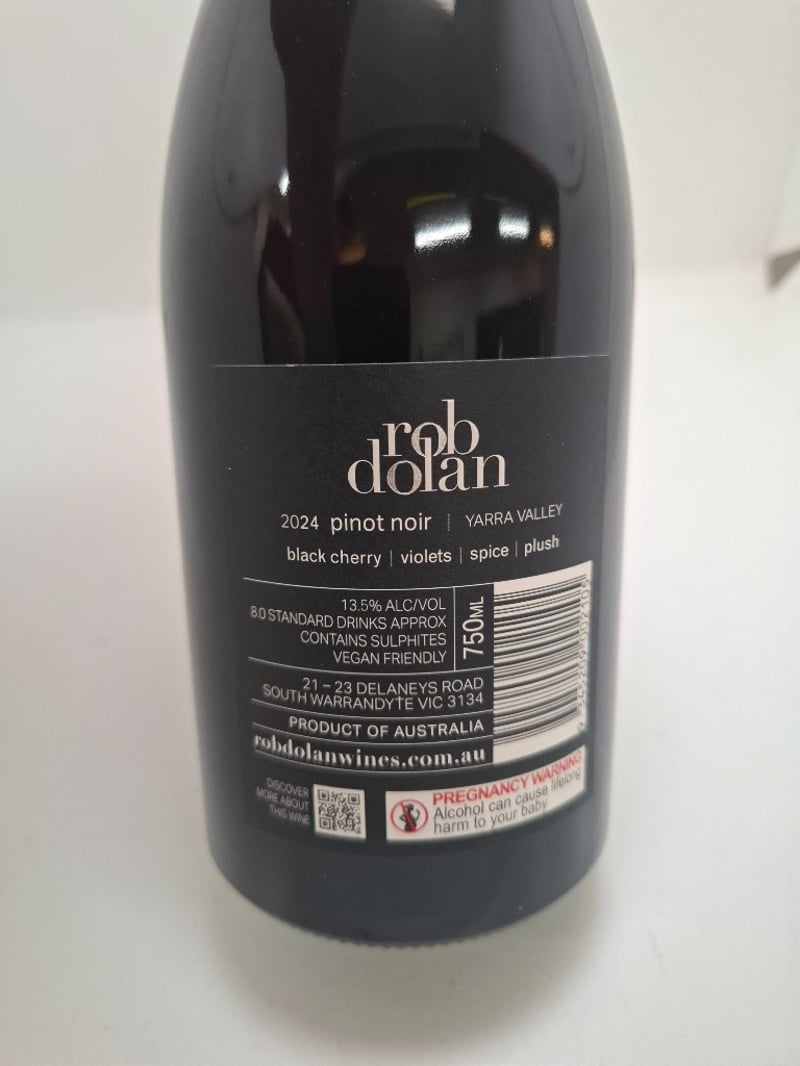 rob
dolan
2024 pinot noir | YARRA VALLEY
black cherry | violets | spice | plush
13.5% ALC/VOL
8.0 STANDARD DRINKS APPROX
CONTAINS SULPHITES
VEGAN FRIENDLY
750ML
21 – 23 DELANEYS ROAD
SOUTH WARRANDYTE VIC 3134
PRODUCT OF AUSTRALIA
robdolanwines.com.au
DISCOVER
MORE ABOUT
THIS WINE
PREGNANCY WARNING
Alcohol can cause lifelong
harm to your baby